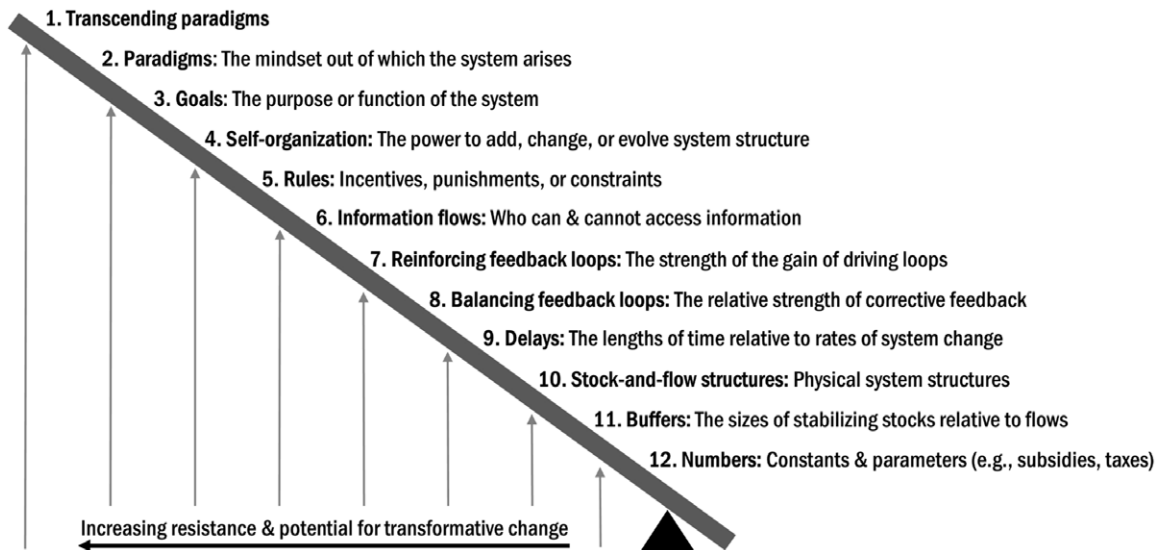 1. Transcending paradigms
2. Paradigms: The mindset out of which the system arises
3. Goals: The purpose or function of the system
4. Self-organization: The power to add, change, or evolve system structure
5. Rules: Incentives, punishments, or constraints
6. Information flows: Who can & cannot access information
7. Reinforcing feedback loops: The strength of the gain of driving loops
8. Balancing feedback loops: The relative strength of corrective feedback
9. Delays: The lengths of time relative to rates of system change
10. Stock-and-flow structures: Physical system structures
11. Buffers: The sizes of stabilizing stocks relative to flows
12. Numbers: Constants & parameters (e.g., subsidies, taxes)
Increasing resistance & potential for transformative change